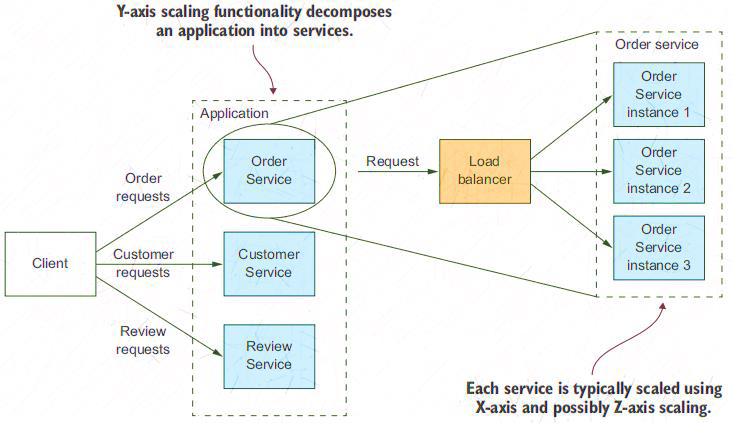 Y-axis scaling functionality decomposes
an application into services.
Order service
Order
Service
instance 1
Application
Order
Service
Request
Load
balancer
Order
Service
instance 2
Order
requests
Order
Service
instance 3
Client
Customer
requests
Customer
Service
Review
requests
Review
Service
Each service is typically scaled using
X-axis and possibly Z-axis scaling.